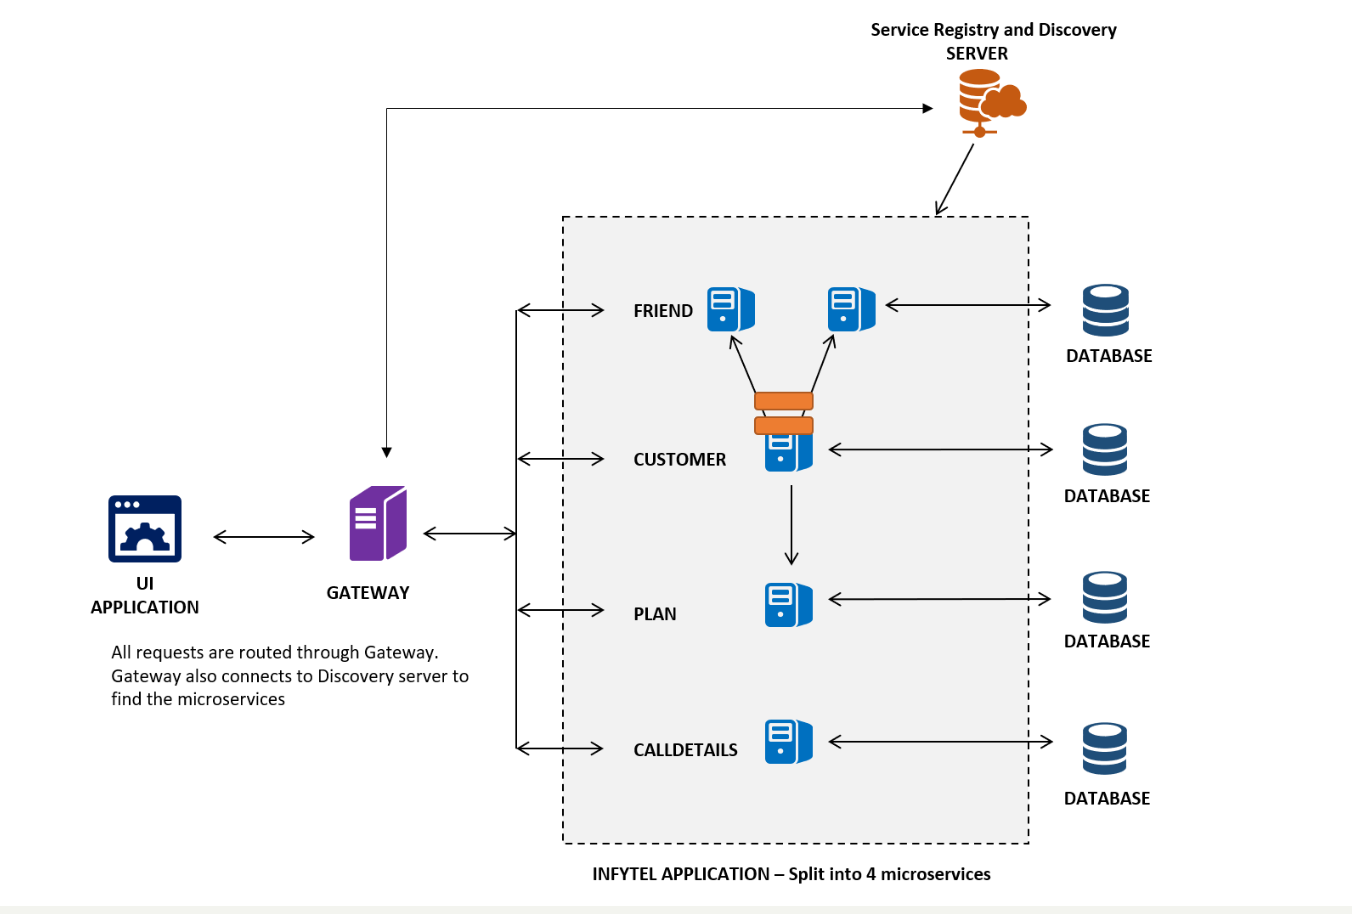 Service Registry and Discovery
SERVER
FRIEND
DATABASE
CUSTOMER
DATABASE
UI
APPLICATION
GATEWAY
PLAN
DATABASE
All requests are routed through Gateway.
Gateway also connects to Discovery server to
find the microservices
CALLDETAILS
DATABASE
INFYTEL APPLICATION – Split into 4 microservices